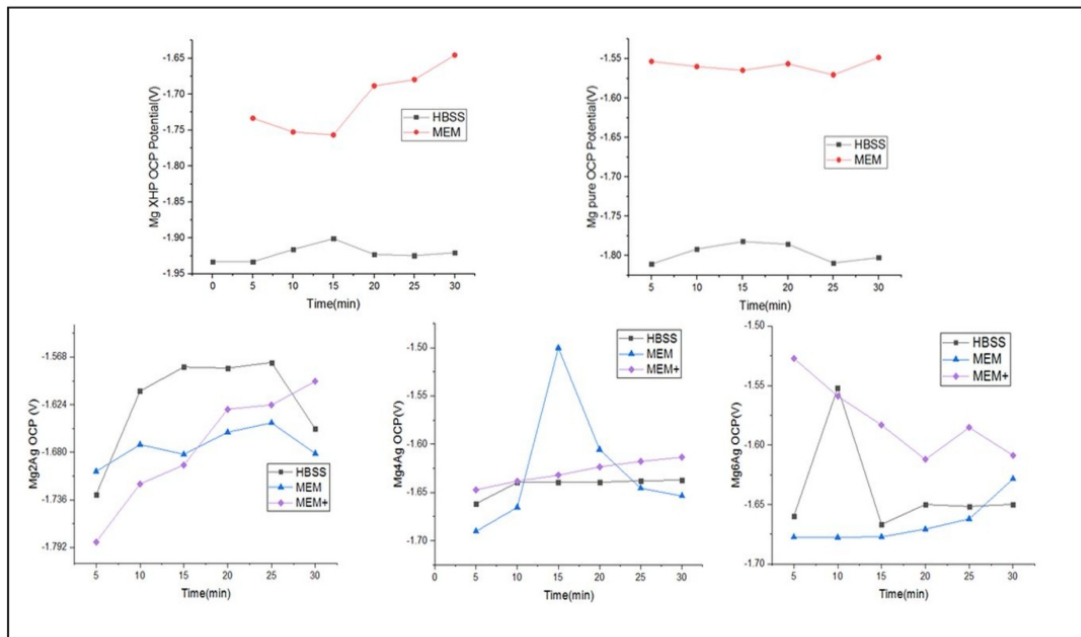 Mg XHP OCP Potential(V)
-1.65
-1.70
-1.75
-1.80
-1.85
-1.90
-1.95
HBSS
MEM
0 5 10 15 20 25 30
Time(min)
Mg pure OCP Potential(V)
-1.55
-1.60
-1.65
-1.70
-1.75
-1.80
HBSS
MEM
5 10 15 20 25 30
Time(min)
Mg2Ag OCP (V)
-1.568
-1.624
-1.680
-1.736
-1.792
HBSS
MEM
MEM+
5 10 15 20 25 30
Time(min)
Mg4Ag OCP(V)
-1.50
-1.55
-1.60
-1.65
-1.70
HBSS
MEM
MEM+
0 5 10 15 20 25 30
Time(min)
Mg6Ag OCP(V)
-1.50
-1.55
-1.60
-1.65
-1.70
HBSS
MEM
MEM+
5 10 15 20 25 30
Time(min)